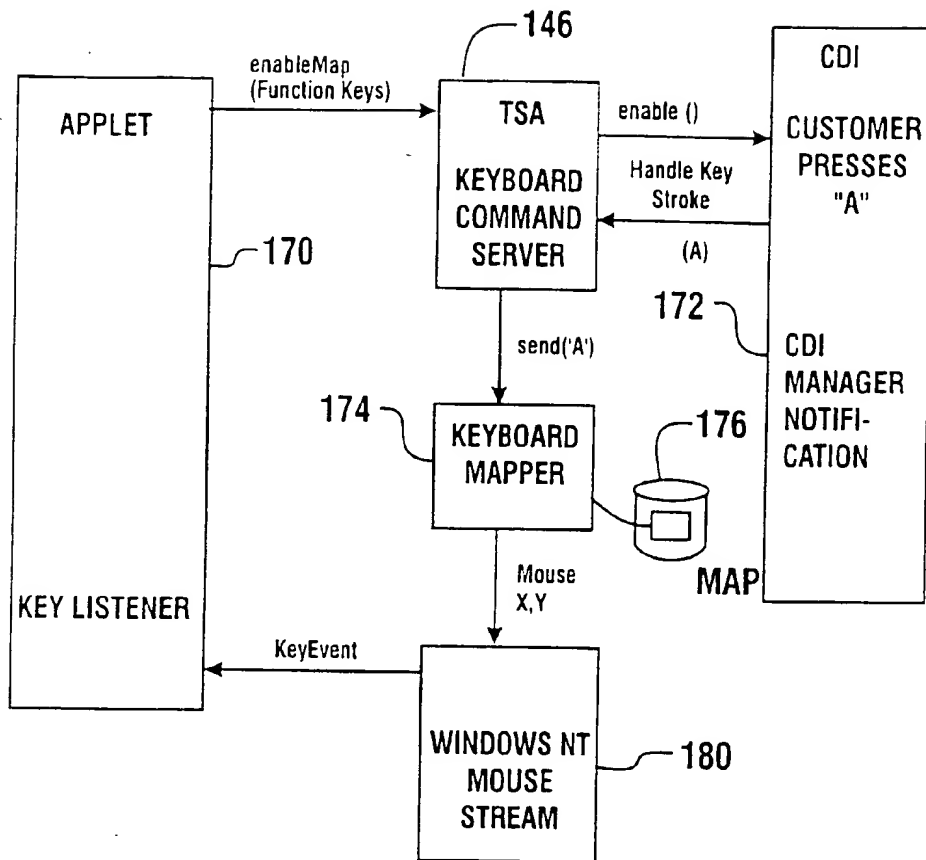 146
enableMap
(Function Keys)
APPLET
TSA
KEYBOARD
COMMAND
SERVER
enable ()
Handle Key
Stroke
(A)
CDI
CUSTOMER
PRESSES
"A"
170
172
CDI
MANAGER
NOTIFI-
CATION
send('A')
174
KEYBOARD
MAPPER
176
MAP
Mouse
X,Y
KEY LISTENER
KeyEvent
WINDOWS NT
MOUSE
STREAM
180